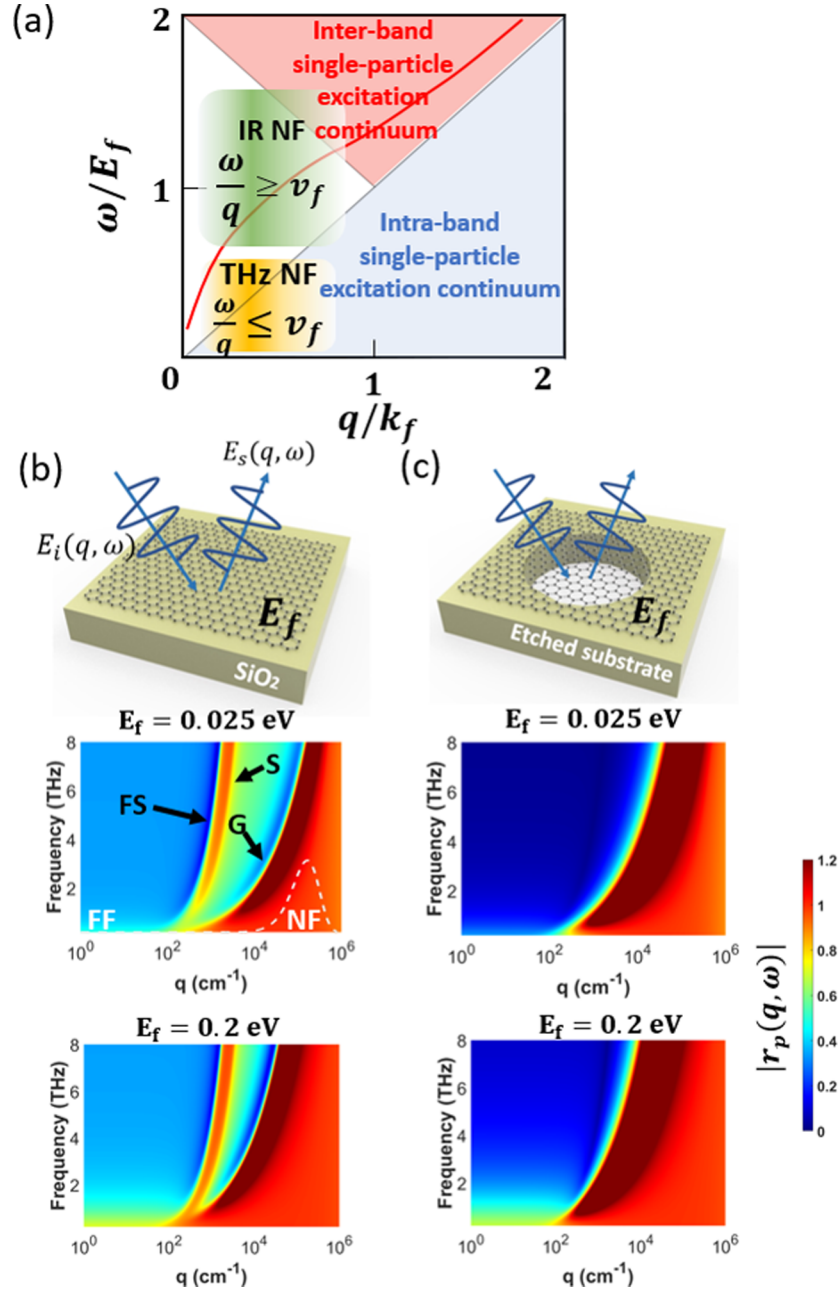 (a)
2
1
0
1
2
ω/E_f
q/k_f
Inter-band
single-particle
excitation
continuum
IR NF
ω/q ≥ v_f
THz NF
ω/q ≤ v_f
Intra-band
single-particle
excitation continuum
(b)
E_i(q, ω)
E_s(q, ω)
E_f
SiO₂
(c)
E_f
Etched substrate
E_f = 0.025 eV
Frequency (THz)
8
6
4
2
FS
S
G
FF
NF
10⁰ 10² 10⁴ 10⁶
q (cm⁻¹)
E_f = 0.025 eV
Frequency (THz)
8
6
4
2
10⁰ 10² 10⁴ 10⁶
q (cm⁻¹)
E_f = 0.2 eV
Frequency (THz)
8
6
4
2
10⁰ 10² 10⁴ 10⁶
q (cm⁻¹)
E_f = 0.2 eV
Frequency (THz)
8
6
4
2
10⁰ 10² 10⁴ 10⁶
q (cm⁻¹)
|r_p(q, ω)|
1.2
1
0.8
0.6
0.4
0.2
0